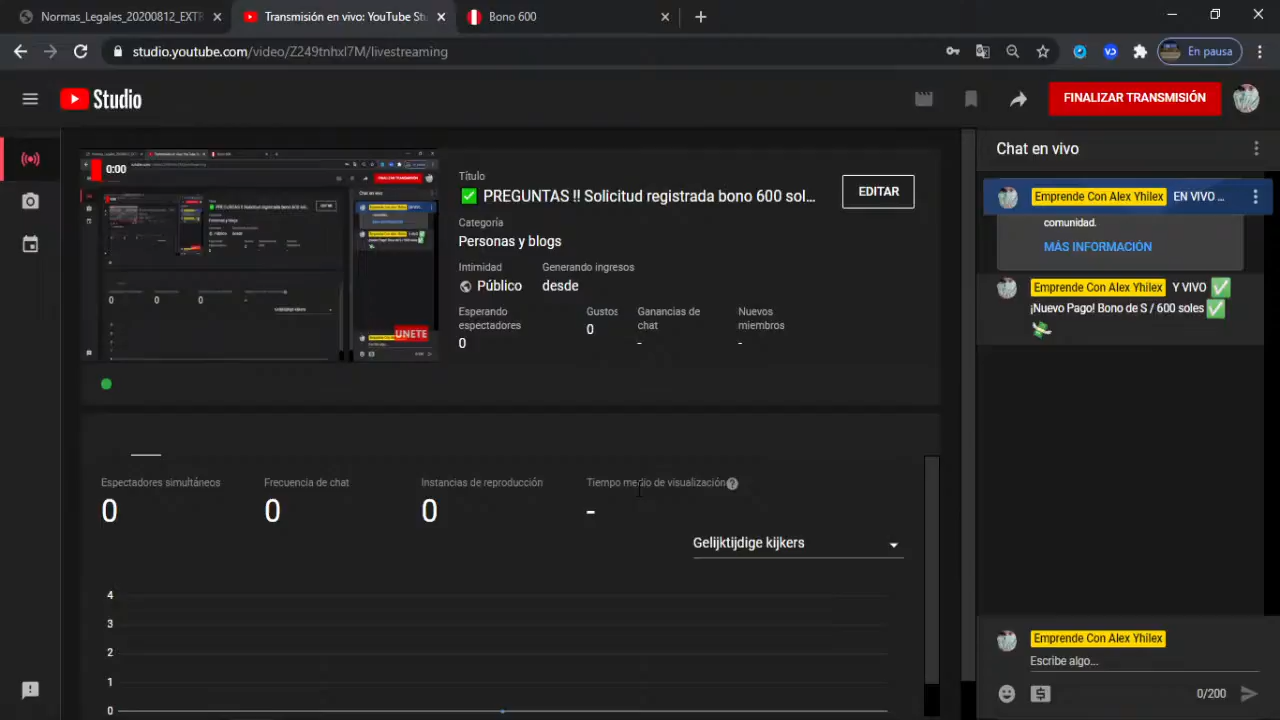 Normas_Legales_20200812_EXTR
Transmisión en vivo: YouTube St
Bono 600
studio.youtube.com/video/Z249tnhxl7M/livestreaming
En pausa
Studio
FINALIZAR TRANSMISIÓN
0:00
UNETE
Título
✅ PREGUNTAS !! Solicitud registrada bono 600 sol...
EDITAR
Categoría
Personas y blogs
Intimidad
Generando ingresos
Público
desde
Esperando espectadores
Gustos
Ganancias de chat
Nuevos miembros
0
0
-
-
Espectadores simultáneos
Frecuencia de chat
Instancias de reproducción
Tiempo medio de visualización
0
0
0
-
Gelijktijdige kijkers
4
3
2
1
0
Chat en vivo
Emprende Con Alex Yhilex EN VIVO ...
comunidad.
MÁS INFORMACIÓN
Emprende Con Alex Yhilex Y VIVO ✅
¡Nuevo Pago! Bono de S / 600 soles ✅
💸
Emprende Con Alex Yhilex
Escribe algo...
0/200